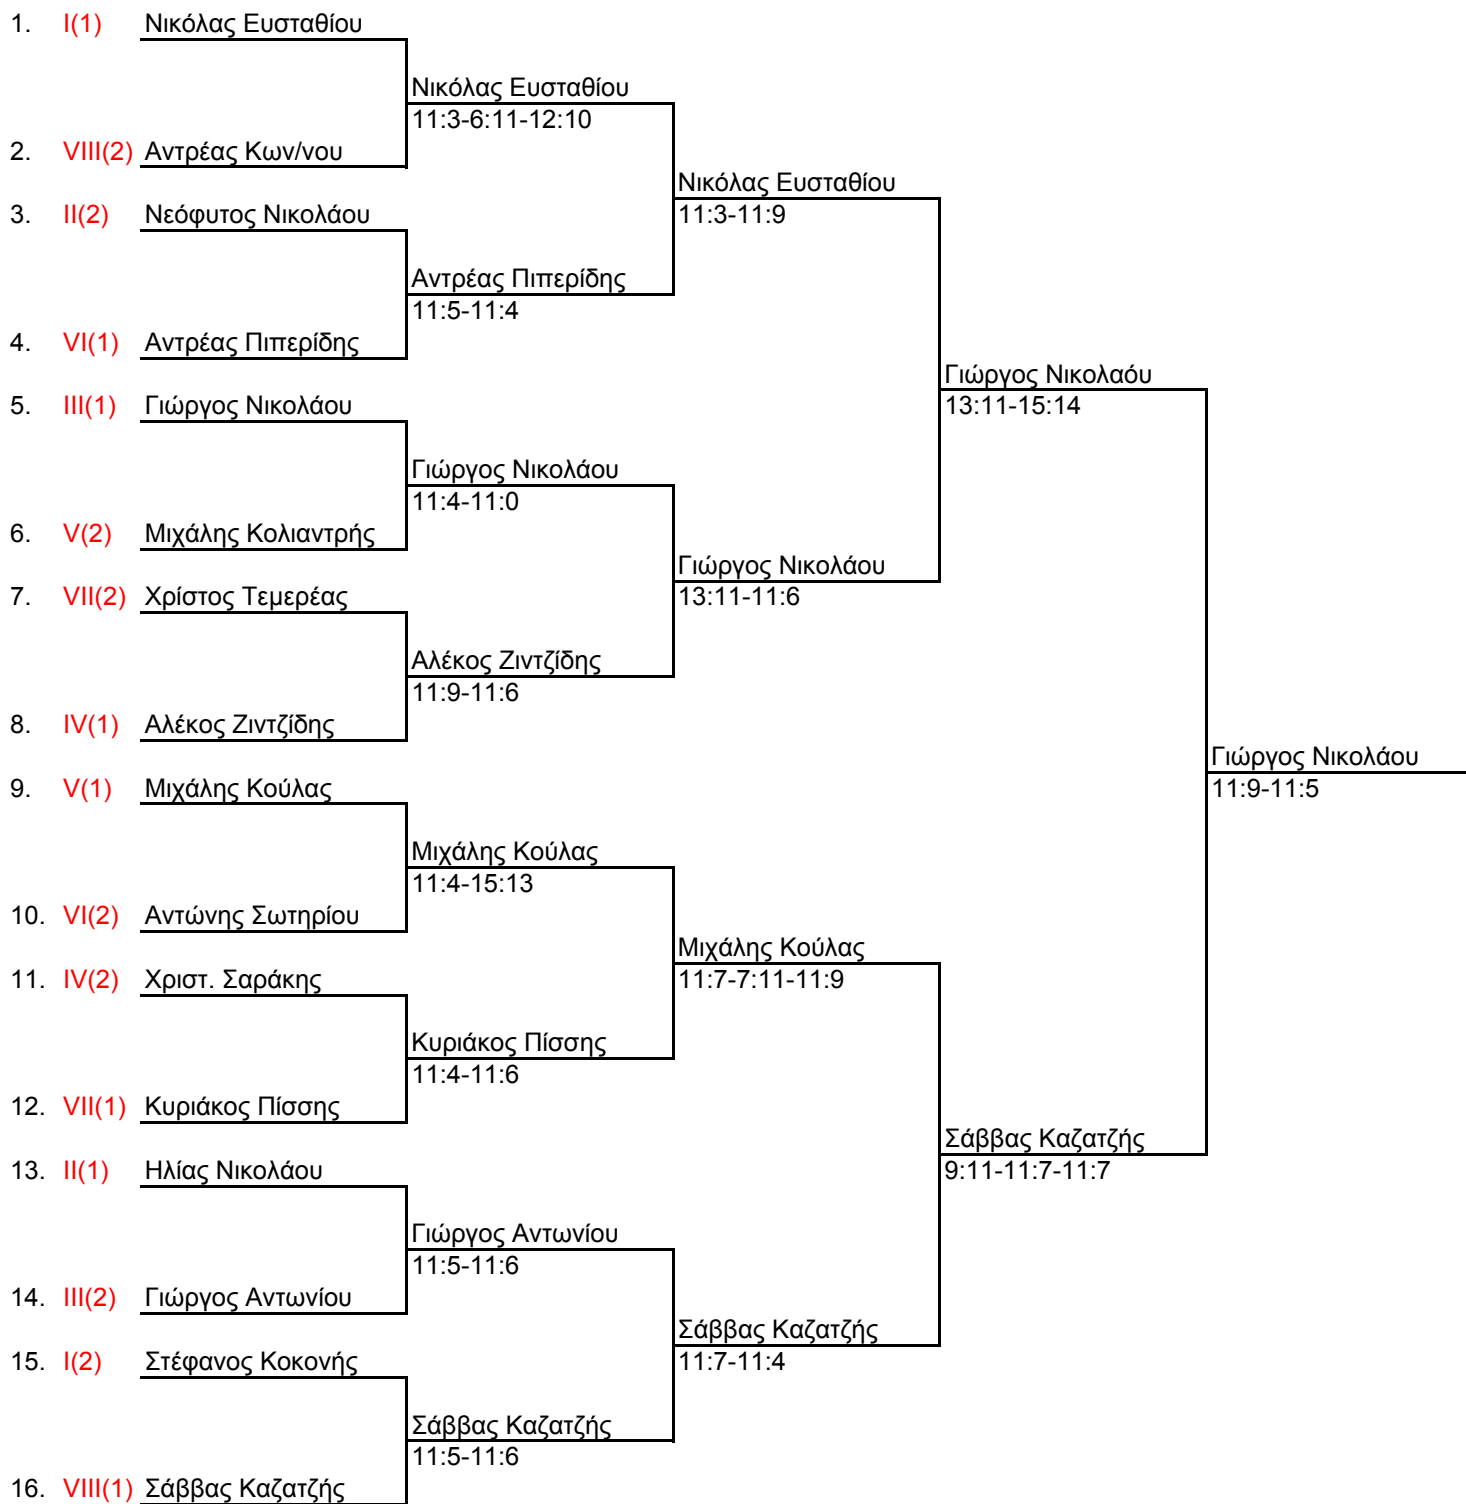 1. I(1) Νικόλας Ευσταθίου
Νικόλας Ευσταθίου
11:3-6:11-12:10
2. VIII(2) Αντρέας Κων/νου
Νικόλας Ευσταθίου
3. II(2) Νεόφυτος Νικολάου
11:3-11:9
Αντρέας Πιπερίδης
11:5-11:4
4. VI(1) Αντρέας Πιπερίδης
Γιώργος Νικολαόυ
5. III(1) Γιώργος Νικολάου
13:11-15:14
Γιώργος Νικολάου
11:4-11:0
6. V(2) Μιχάλης Κολιαντρής
Γιώργος Νικολάου
7. VII(2) Χρίστος Τεμερέας
13:11-11:6
Αλέκος Ζιντζίδης
11:9-11:6
8. IV(1) Αλέκος Ζιντζίδης
Γιώργος Νικολάου
9. V(1) Μιχάλης Κούλας
11:9-11:5
Μιχάλης Κούλας
11:4-15:13
10. VI(2) Αντώνης Σωτηρίου
Μιχάλης Κούλας
11. IV(2) Χριστ. Σαράκης
11:7-7:11-11:9
Κυριάκος Πίσσης
11:4-11:6
12. VII(1) Κυριάκος Πίσσης
Σάββας Καζατζής
13. II(1) Ηλίας Νικολάου
9:11-11:7-11:7
Γιώργος Αντωνίου
11:5-11:6
14. III(2) Γιώργος Αντωνίου
Σάββας Καζατζής
15. I(2) Στέφανος Κοκονής
11:7-11:4
Σάββας Καζατζής
11:5-11:6
16. VIII(1) Σάββας Καζατζής